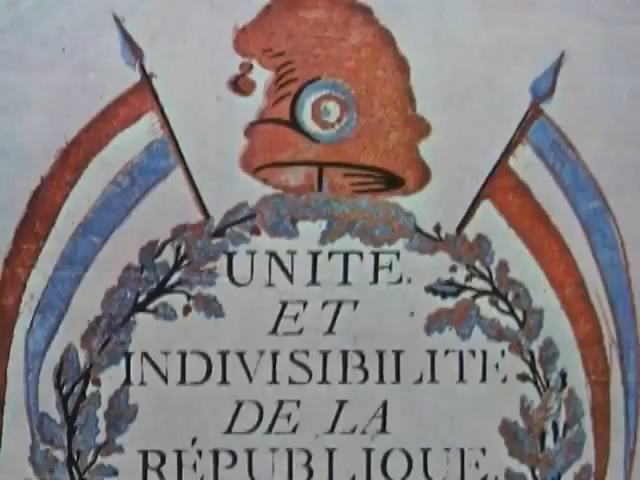 UNITE.
ET
INDIVISIBILITE
DE LA
RÉPUBLIQUE.